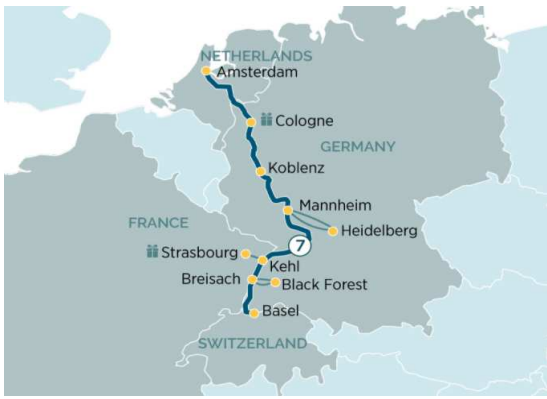 NETHERLANDS
Amsterdam
Cologne
GERMANY
Koblenz
Mannheim
FRANCE
Heidelberg
7
Strasbourg
Kehl
Breisach
Black Forest
Basel
SWITZERLAND